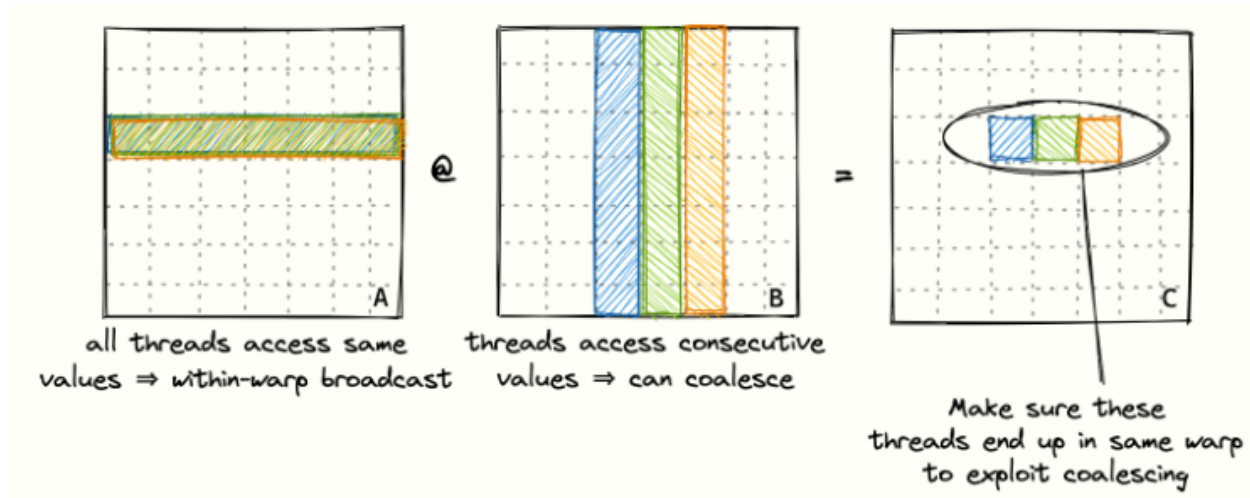 A
@
B
=
C
all threads access same
values ⇒ within-warp broadcast
threads access consecutive
values ⇒ can coalesce
Make sure these
threads end up in same warp
to exploit coalescing